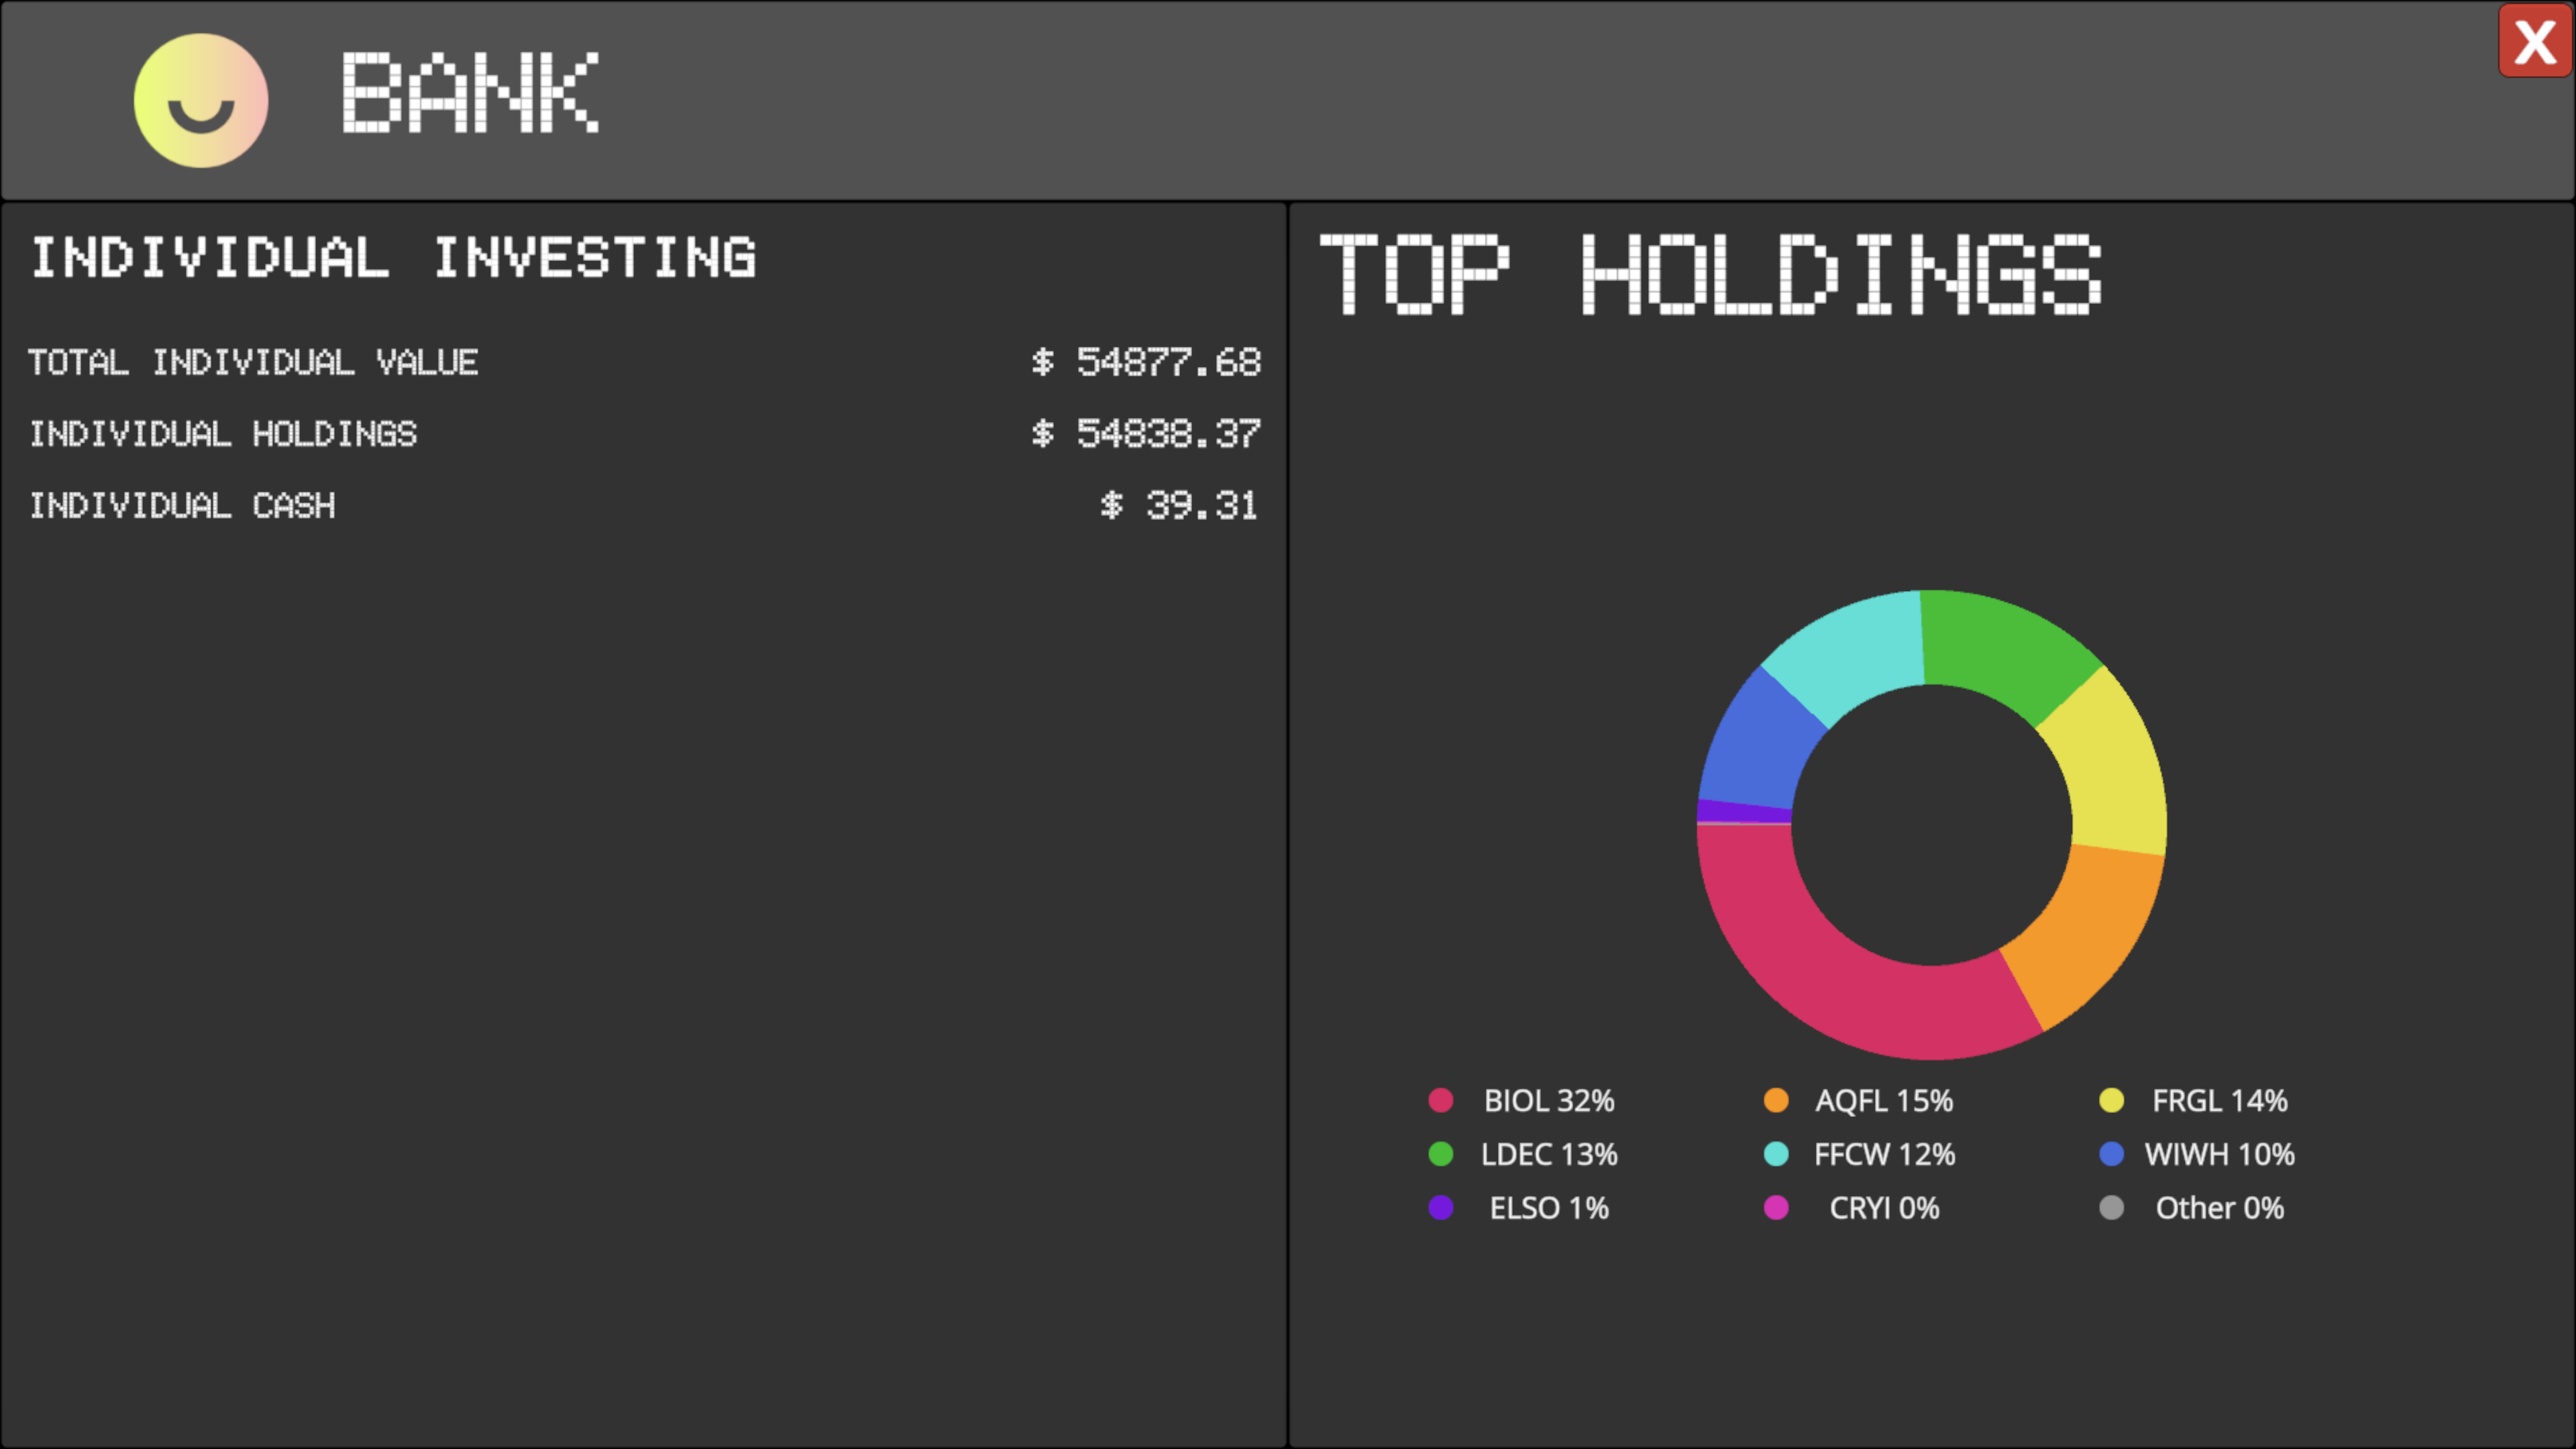 BANK
X
INDIVIDUAL INVESTING
TOTAL INDIVIDUAL VALUE $ 54877.68
INDIVIDUAL HOLDINGS $ 54838.37
INDIVIDUAL CASH $ 39.31
TOP HOLDINGS
BIOL 32% AQFL 15% FRGL 14%
LDEC 13% FFCW 12% WIWH 10%
ELSO 1% CRYI 0% Other 0%